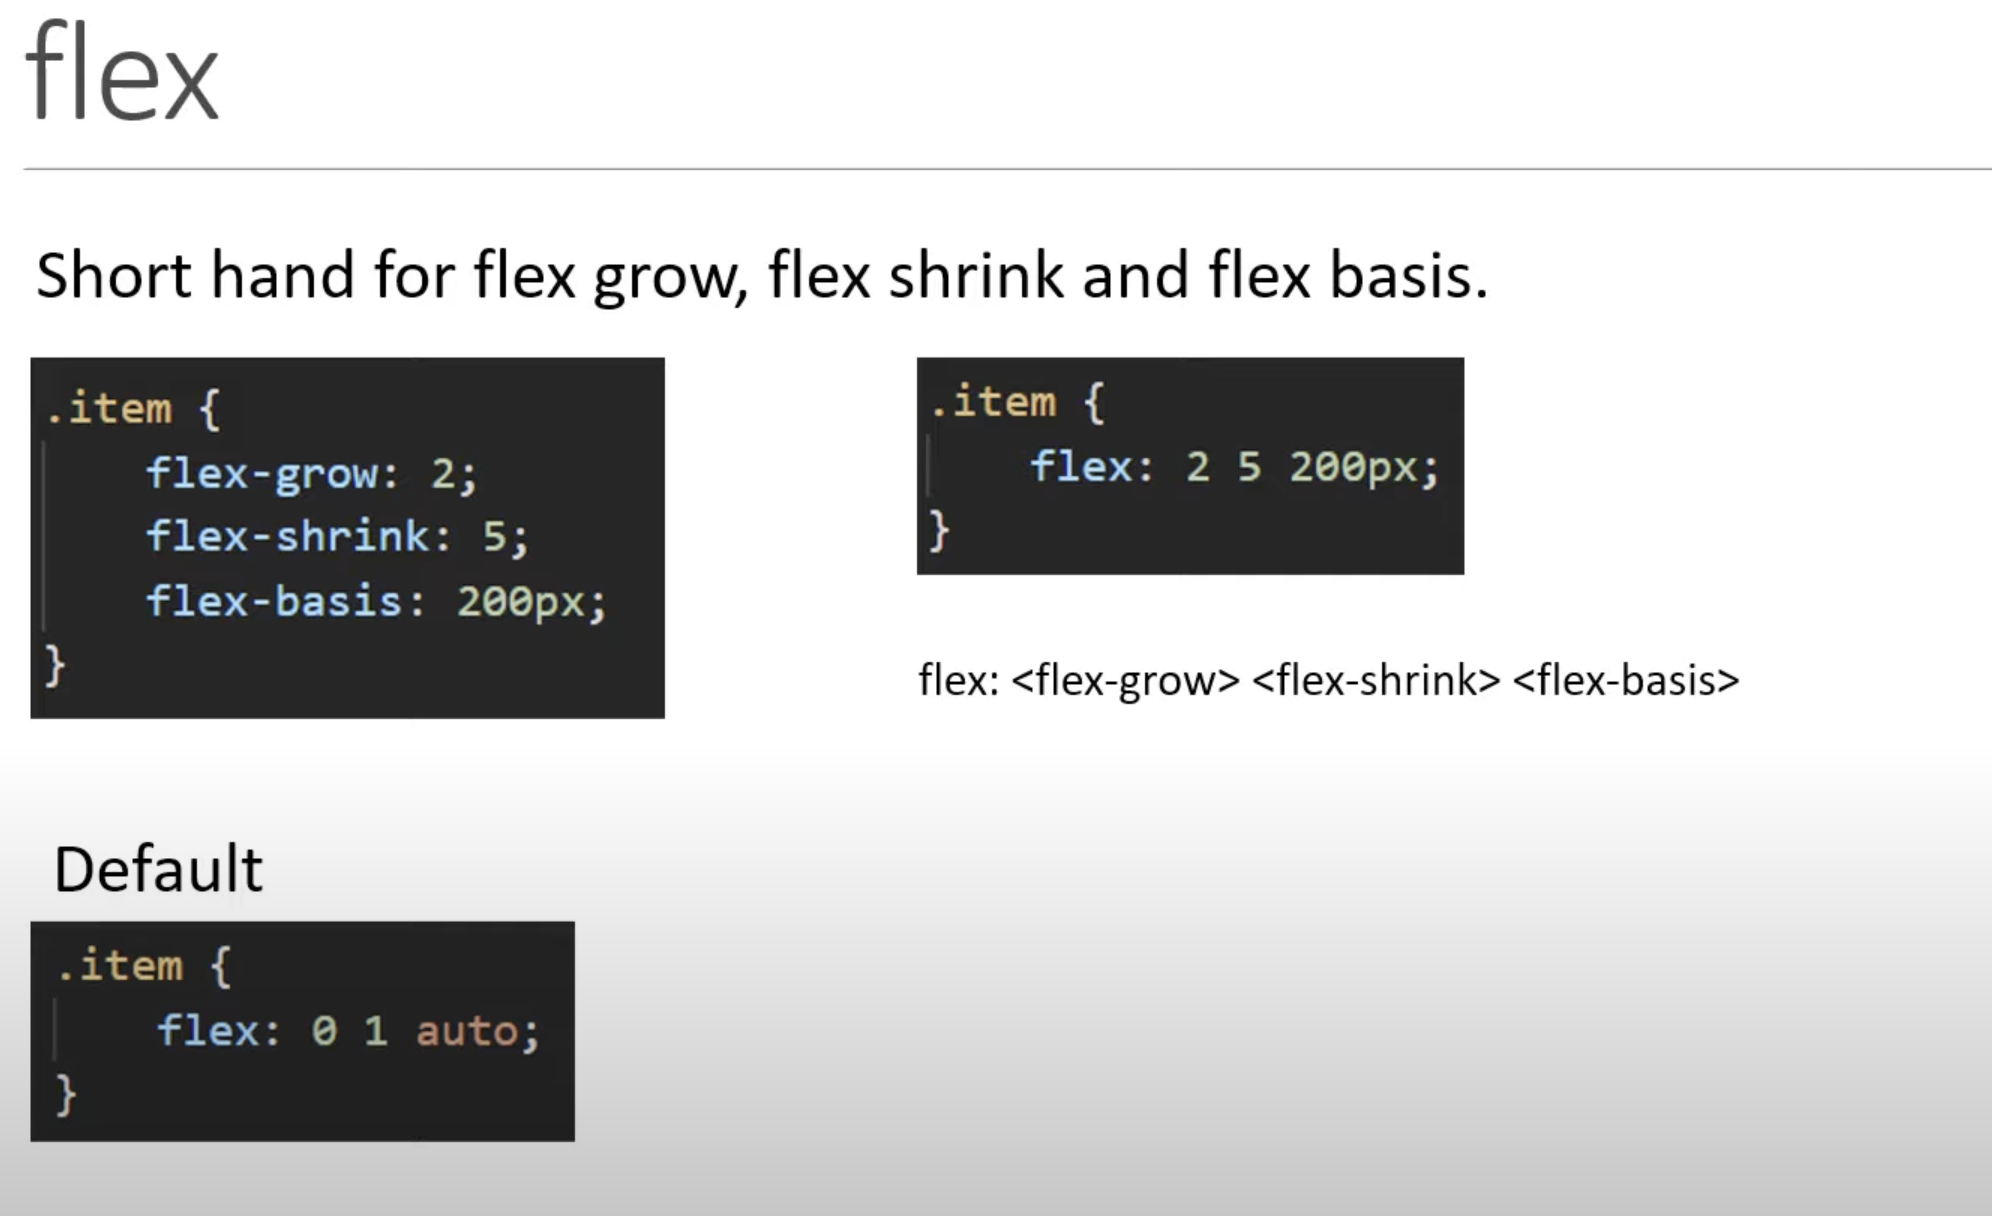 flex
Short hand for flex grow, flex shrink and flex basis.
.item {
    flex-grow: 2;
    flex-shrink: 5;
    flex-basis: 200px;
}
.item {
    flex: 2 5 200px;
}
flex: <flex-grow> <flex-shrink> <flex-basis>
Default
.item {
    flex: 0 1 auto;
}